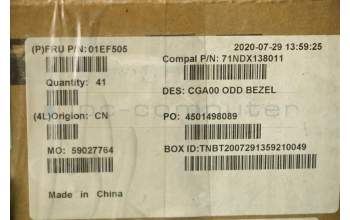 (P)FRU P/N:01EF505
2020-07-29 13:59:25
Compal P/N: 71NDX138011
Quantity: 41
DES: CGA00 ODD BEZEL
(4L)Origion: CN
PO: 4501498089
MO: 59027764
BOX ID:TNBT2007291359210049
Made in China